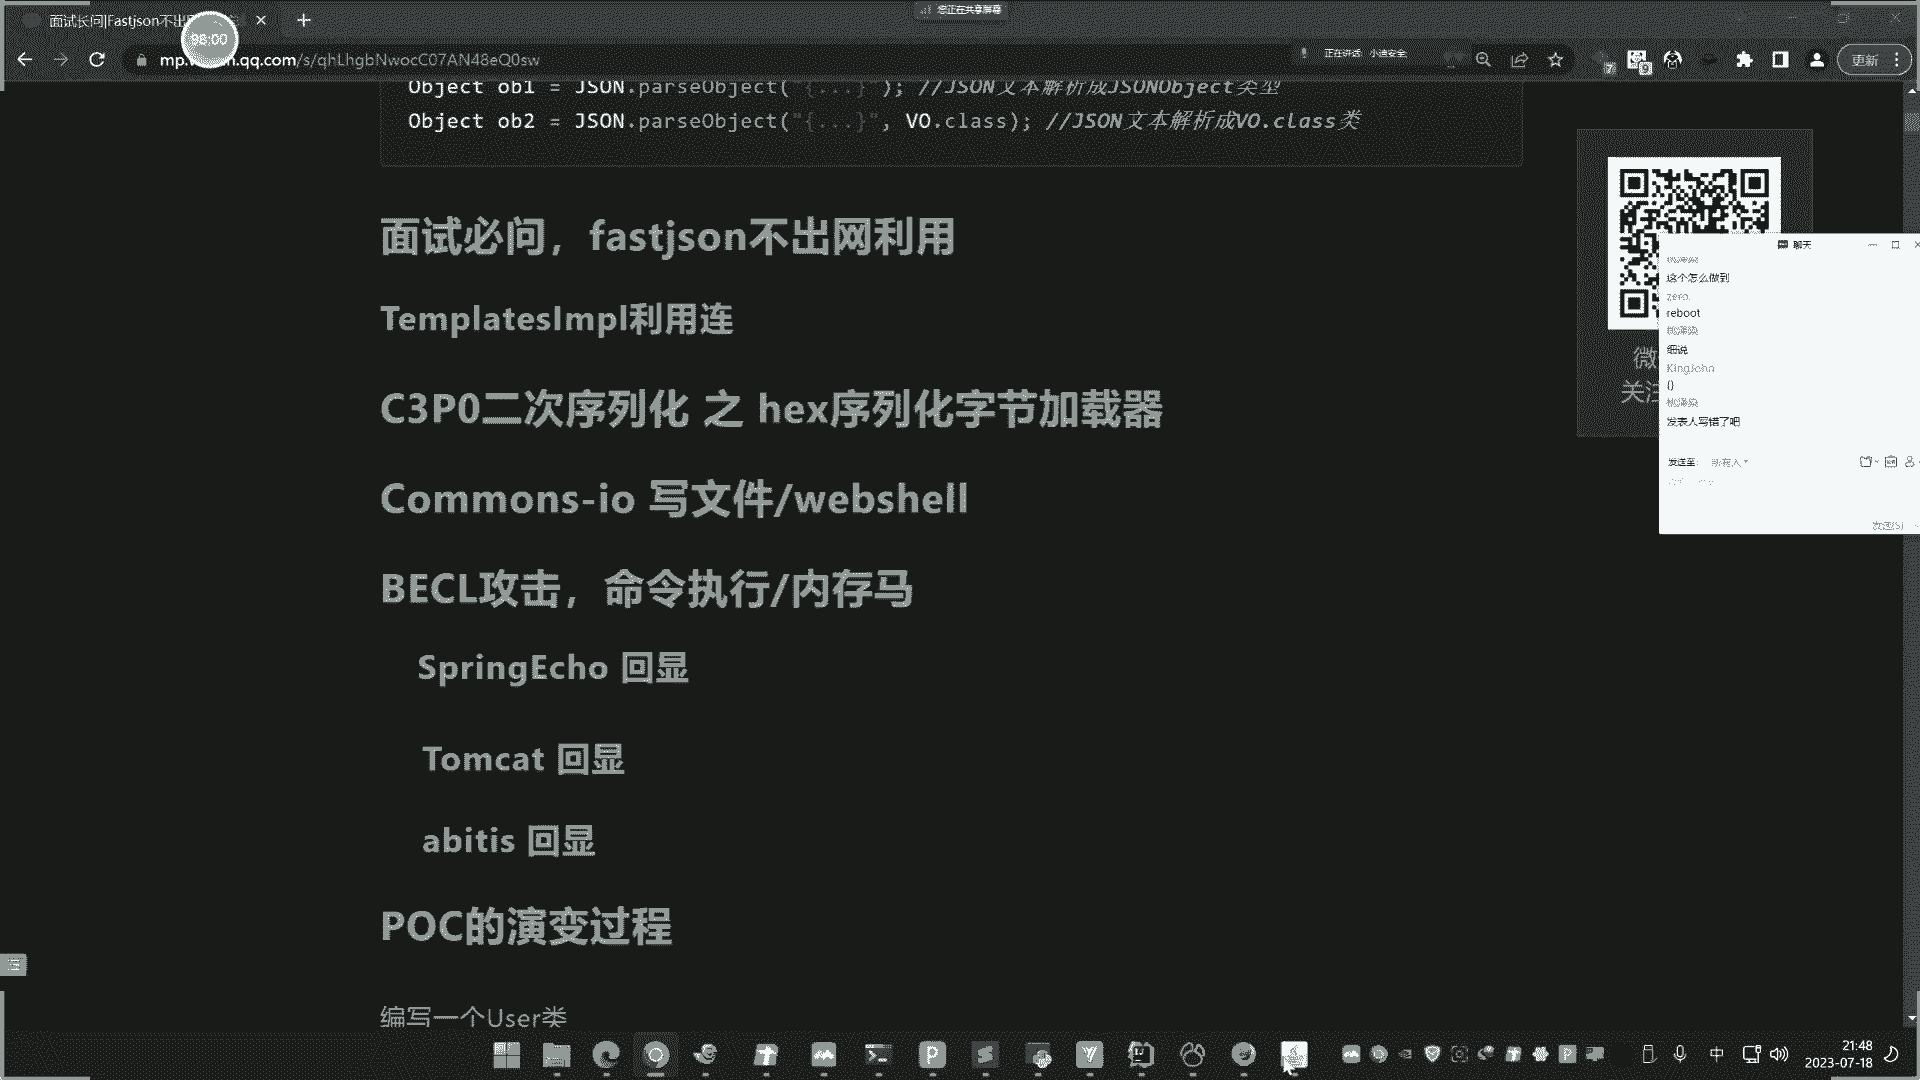 您正在共享屏幕
面试长问|Fastjson不出
98:00
mp.
.qq.com/s/qhLhgbNwocC07AN48eQ0sw
正在讲话: 小迪安全
7
9
更新
Object ob1 = JSON.parseObject("{...}"); //JSON文本解析成JSONObject类型
Object ob2 = JSON.parseObject("{...}", VO.class); //JSON文本解析成VO.class类
面试必问，fastjson不出网利用
TemplatesImpl利用连
C3P0二次序列化 之 hex序列化字节加载器
Commons-io 写文件/webshell
BECL攻击，命令执行/内存马
SpringEcho 回显
Tomcat 回显
abitis 回显
POC的演变过程
编写一个User类
微
关注
聊天
这个怎么做到
zero.
reboot
细说
KingJohn
()
发表人写错了吧
发送至:
所有人
发送(S)
中
21:48
2023-07-18